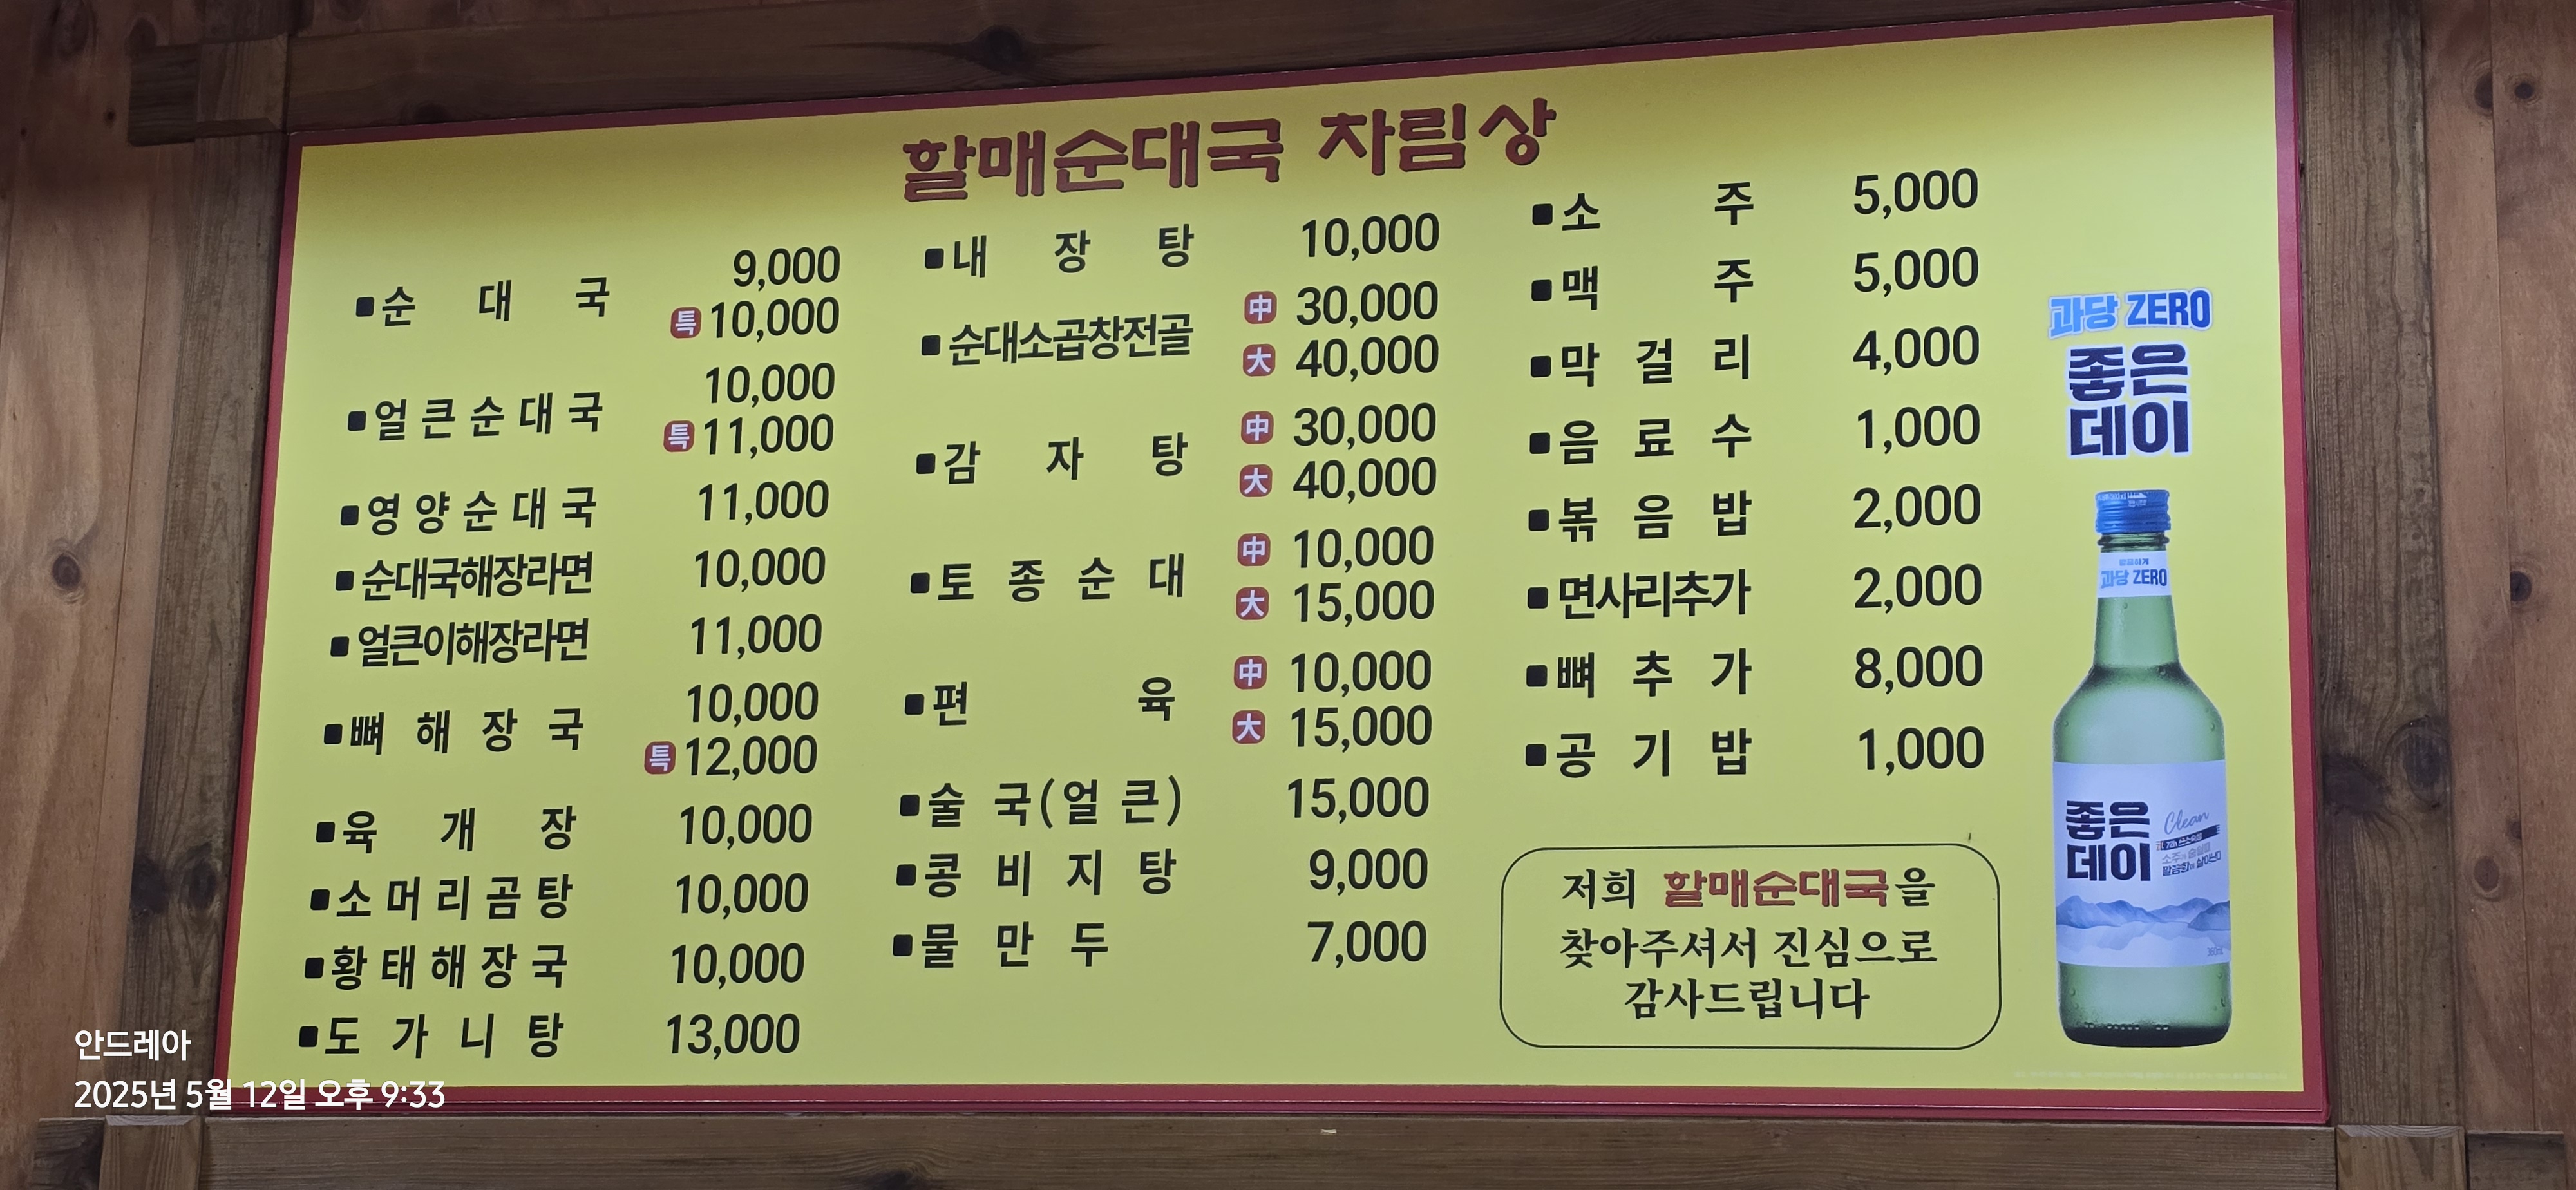 할매순대국 차림상
■순대국 9,000
특 10,000
■얼큰순대국 10,000
특 11,000
■영양순대국 11,000
■순대국해장라면 10,000
■얼큰이해장라면 11,000
■뼈해장국 10,000
특 12,000
■육개장 10,000
■소머리곰탕 10,000
■황태해장국 10,000
■도가니탕 13,000
■내장탕 10,000
■순대소곱창전골 中 30,000
大 40,000
■감자탕 中 30,000
大 40,000
■토종순대 中 10,000
大 15,000
■편육 中 10,000
大 15,000
■술국(얼큰) 15,000
■콩비지탕 9,000
■물만두 7,000
■소주 5,000
■맥주 5,000
■막걸리 4,000
■음료수 1,000
■볶음밥 2,000
■면사리추가 2,000
■뼈추가 8,000
■공기밥 1,000
저희 할매순대국을
찾아주셔서 진심으로
감사드립니다
과당 ZERO
좋은
데이
과당 ZERO
좋은
데이
Clean
안드레아
2025년 5월 12일 오후 9:33